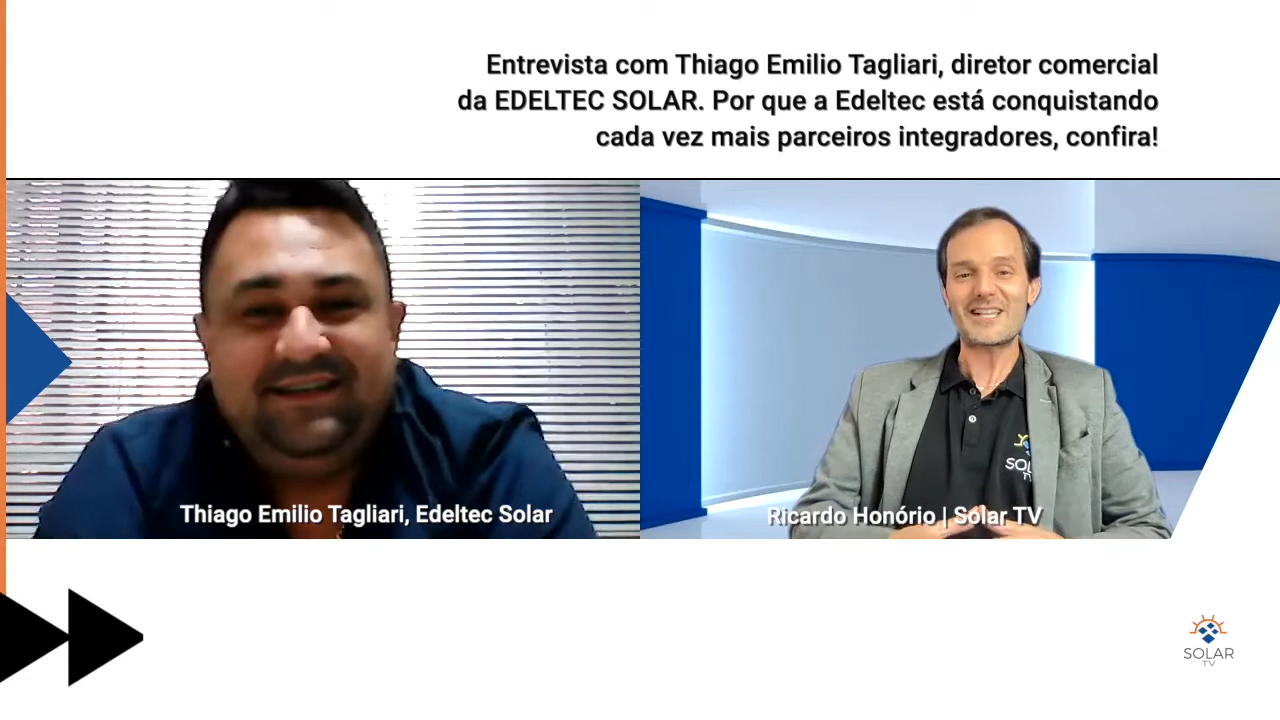 Entrevista com Thiago Emilio Tagliari, diretor comercial
da EDELTEC SOLAR. Por que a Edeltec está conquistando
cada vez mais parceiros integradores, confira!
Thiago Emilio Tagliari, Edeltec Solar
Ricardo Honório | Solar TV
SOLAR
TV